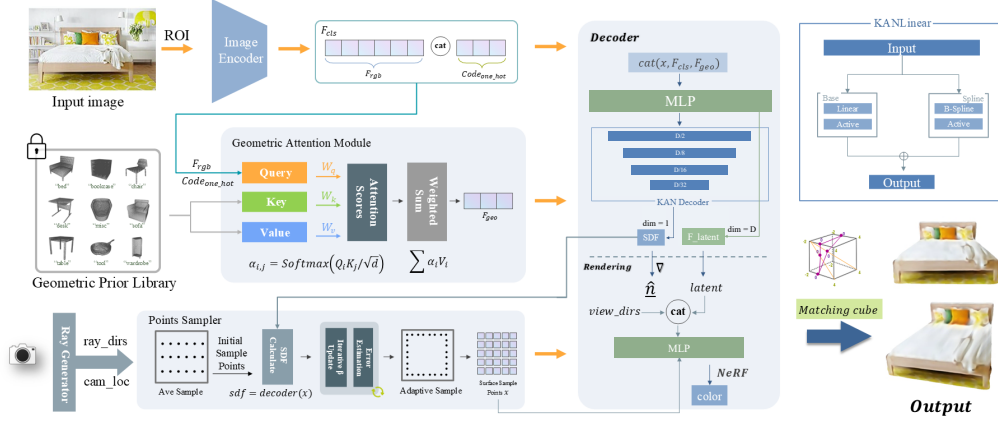 ROI
Input image
Image
Encoder
F_cls
cat
F_rgb
Code_one_hot
Decoder
cat(x, F_cls, F_geo)
MLP
D/2
D/8
D/16
D/32
KAN Decoder
dim = 1
dim = D
SDF
F_latent
Rendering
∇
n̂
latent
view_dirs
cat
MLP
NeRF
color
KANLinear
Input
Base
Linear
Active
Spline
B-Spline
Active
Output
"bed"
"bookcase"
"chair"
"desk"
"misc"
"sofa"
"table"
"tool"
"wardrobe"
Geometric Prior Library
Geometric Attention Module
F_rgb
Code_one_hot
Query
Key
Value
W_q
W_k
W_v
Attention
Scores
Weighted
Sum
F_geo
α_{i,j} = Softmax(Q_i K_j/√d)
∑ α_i V_i
Ray Generator
ray_dirs
cam_loc
Points Sampler
Ave Sample
Initial
Sample
Points
SDF
Calculate
sdf = decoder(x)
Iterative β
Update
Error
Estimation
Adaptive Sample
Surface Sample
Points X
Matching cube
Output